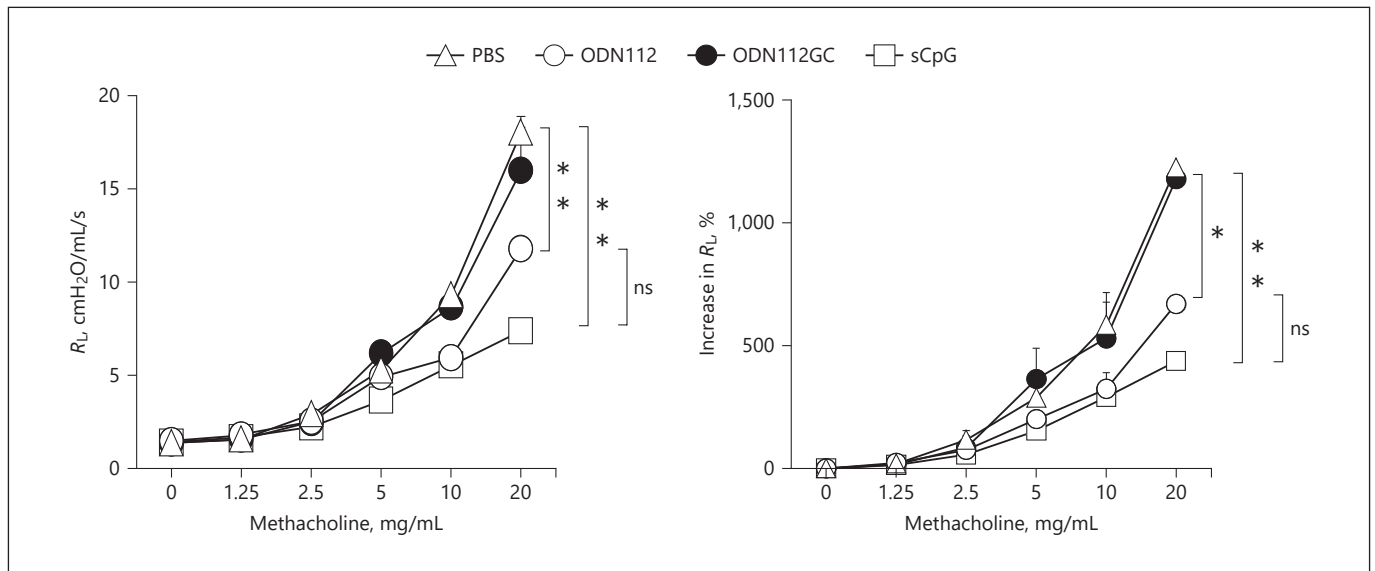 PBS ODN112 ODN112GC sCpG
R_L, cmH₂O/mL/s
20
15
10
5
0
0 1.25 2.5 5 10 20
Methacholine, mg/mL
*
*
*
*
ns
Increase in R_L, %
1,500
1,000
500
0
0 1.25 2.5 5 10 20
Methacholine, mg/mL
*
*
*
ns